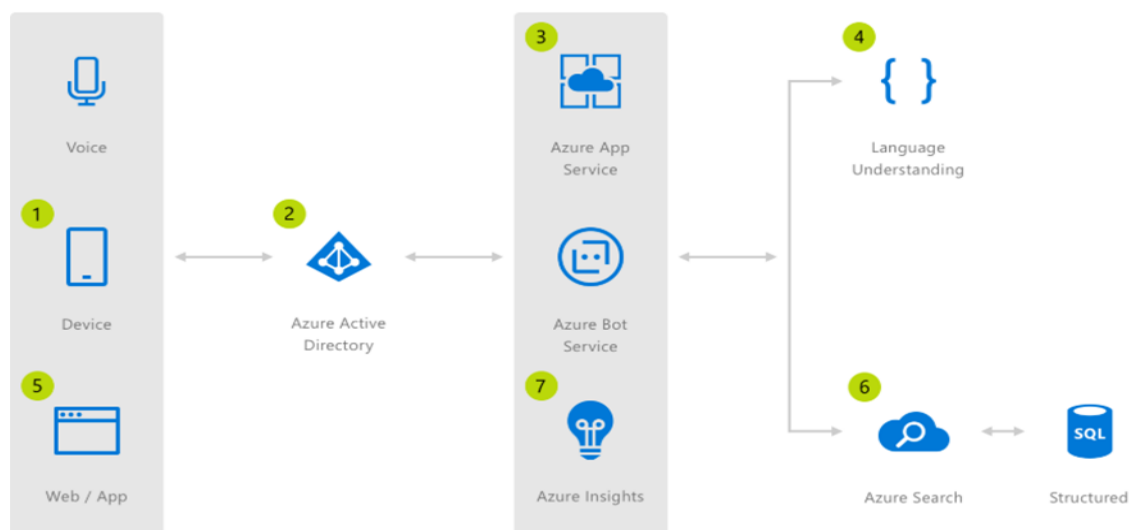 3
4
Voice
Azure App
Service
Language
Understanding
1
2
Device
Azure Active
Directory
Azure Bot
Service
5
7
6
SQL
Web / App
Azure Insights
Azure Search
Structured